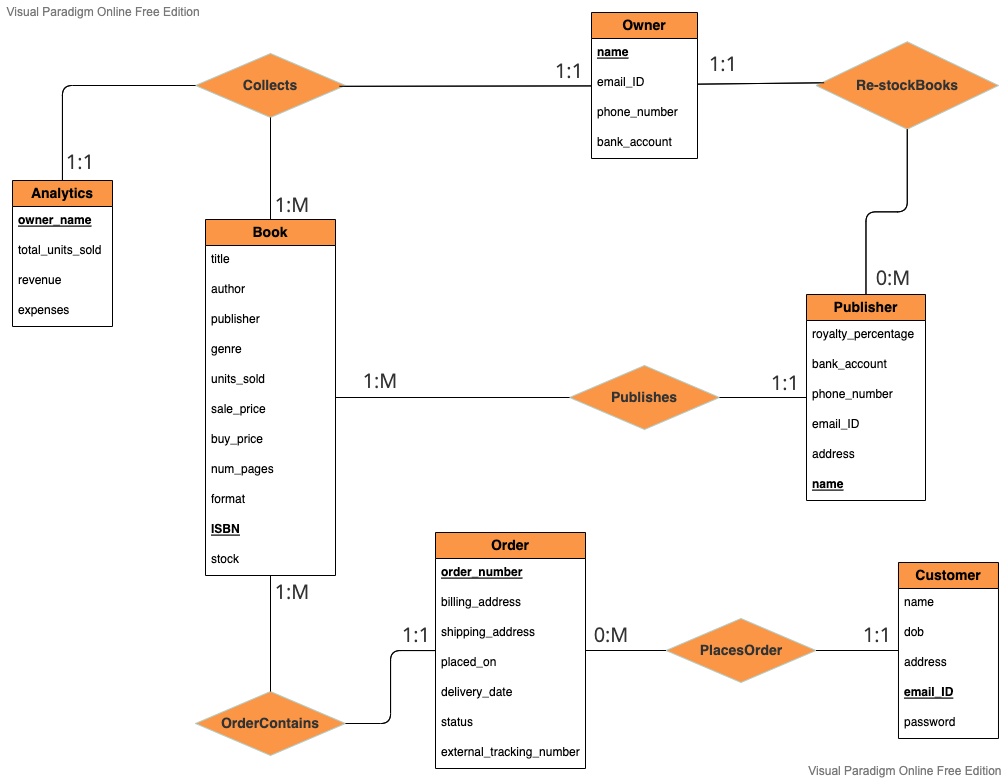 Visual Paradigm Online Free Edition
Owner
name
email_ID
phone_number
bank_account
1:1
1:1
Collects
Re-stockBooks
1:1
1:M
Analytics
owner_name
total_units_sold
revenue
expenses
Book
title
author
publisher
genre
units_sold
sale_price
buy_price
num_pages
format
ISBN
stock
0:M
Publisher
royalty_percentage
bank_account
phone_number
email_ID
address
name
1:M
Publishes
1:1
1:M
Order
order_number
billing_address
shipping_address
placed_on
delivery_date
status
external_tracking_number
1:1
0:M
PlacesOrder
1:1
Customer
name
dob
address
email_ID
password
OrderContains
Visual Paradigm Online Free Edition